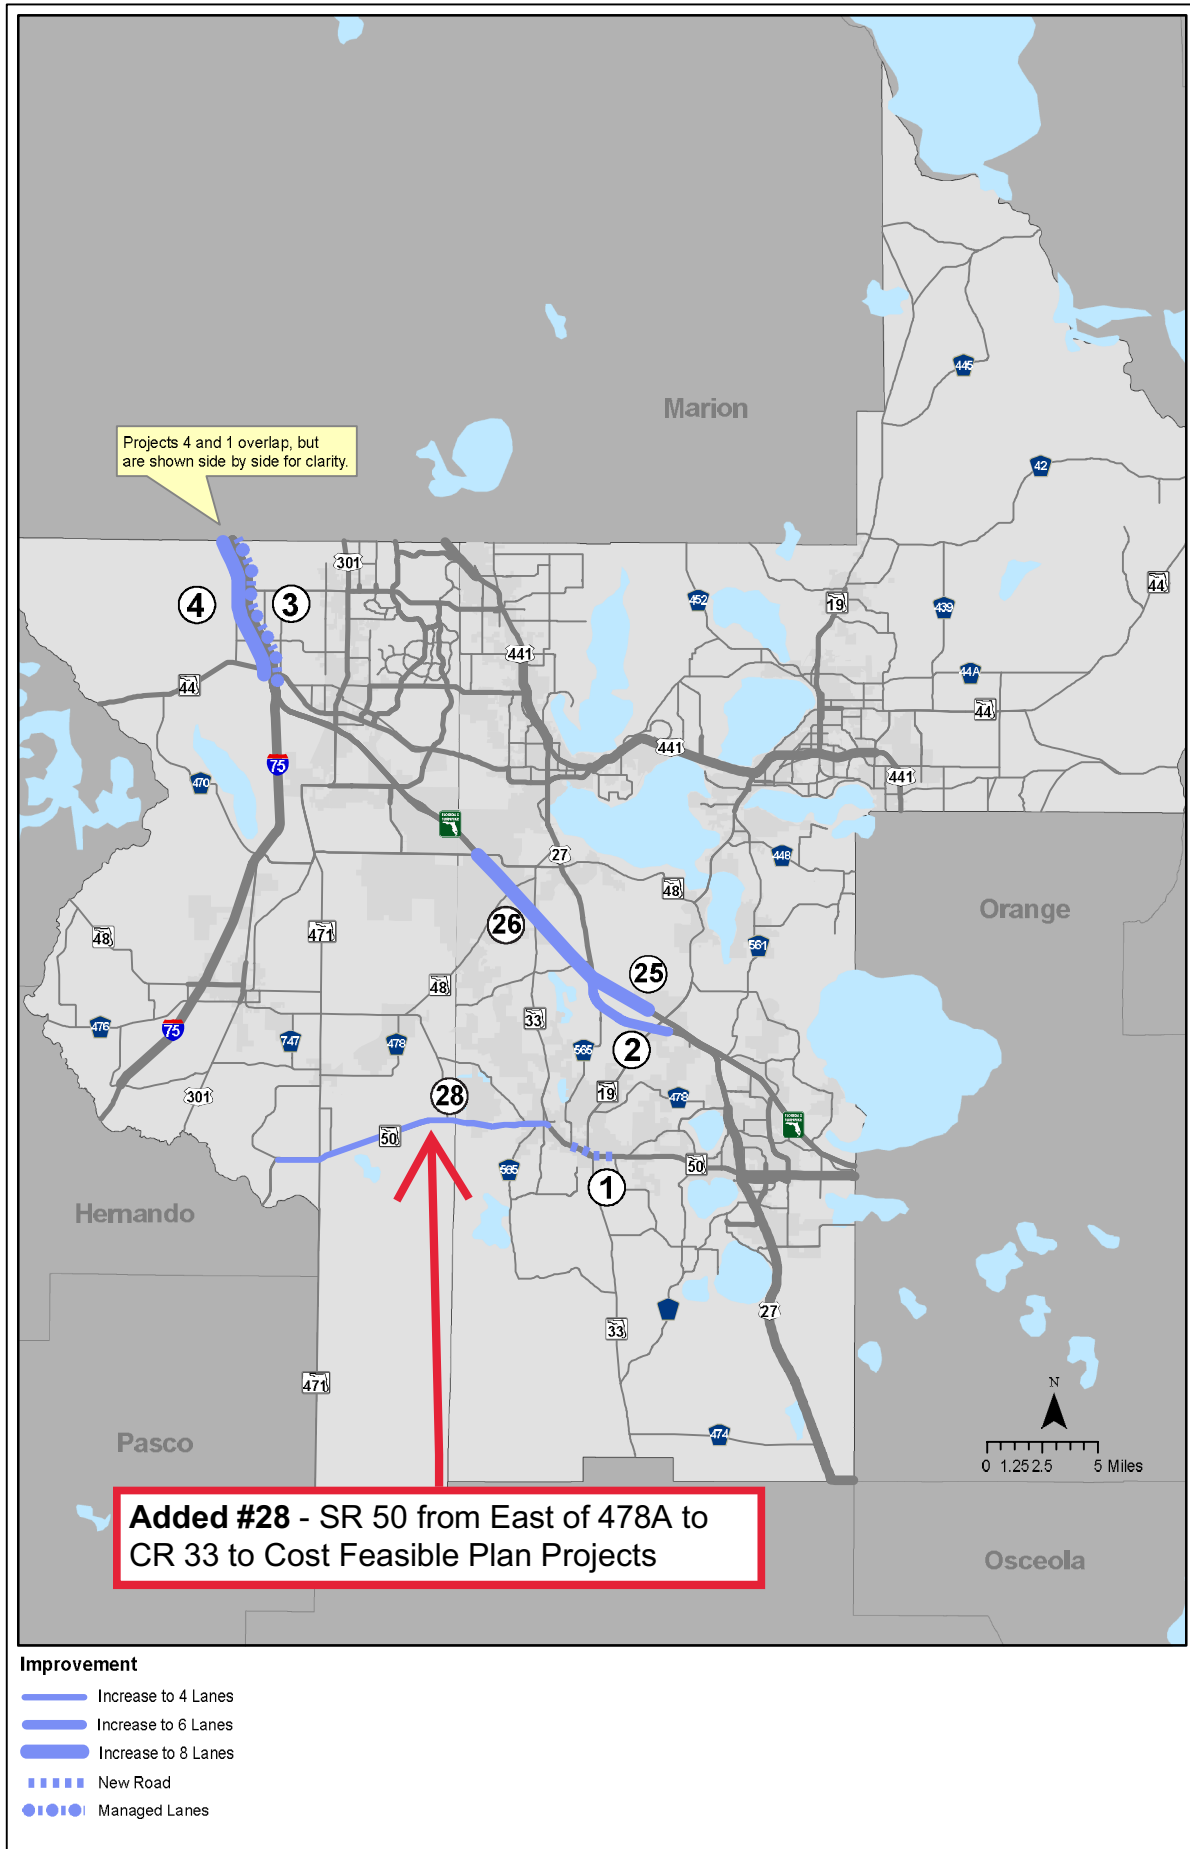 Marion
445
42
Projects 4 and 1 overlap, but
are shown side by side for clarity.
301
4
3
452
19
439
44
441
44A
44
44
441
75
470
441
27
448
48
26
Orange
471
48
561
25
48
33
476
75
747
478
565
2
28
19
478
301
50
50
565
1
Hernando
27
33
471
N
Pasco
474
0 1.25 2.5 5 Miles
Added #28 - SR 50 from East of 478A to
CR 33 to Cost Feasible Plan Projects
Osceola
Improvement
Increase to 4 Lanes
Increase to 6 Lanes
Increase to 8 Lanes
New Road
Managed Lanes